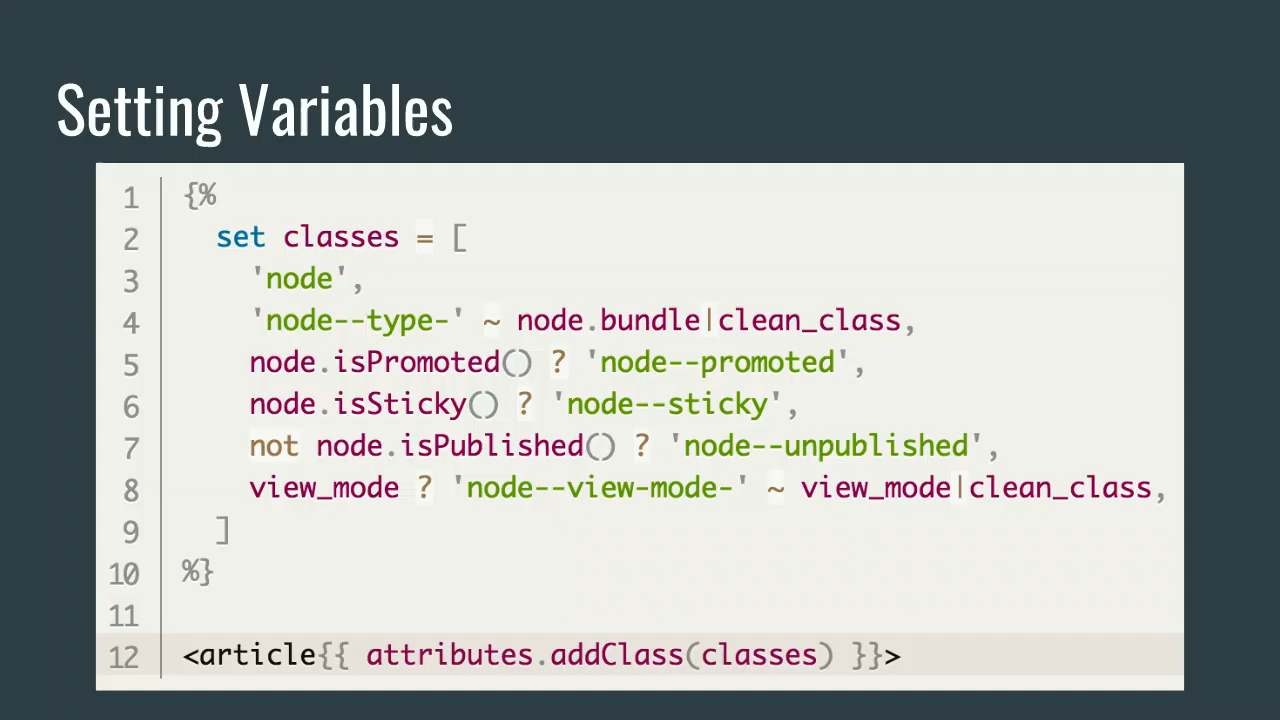 Setting Variables
1 {%
2 set classes = [
3 'node',
4 'node--type-' ~ node.bundle|clean_class,
5 node.isPromoted() ? 'node--promoted',
6 node.isSticky() ? 'node--sticky',
7 not node.isPublished() ? 'node--unpublished',
8 view_mode ? 'node--view-mode-' ~ view_mode|clean_class,
9 ]
10 %}
11
12 <article{{ attributes.addClass(classes) }}>